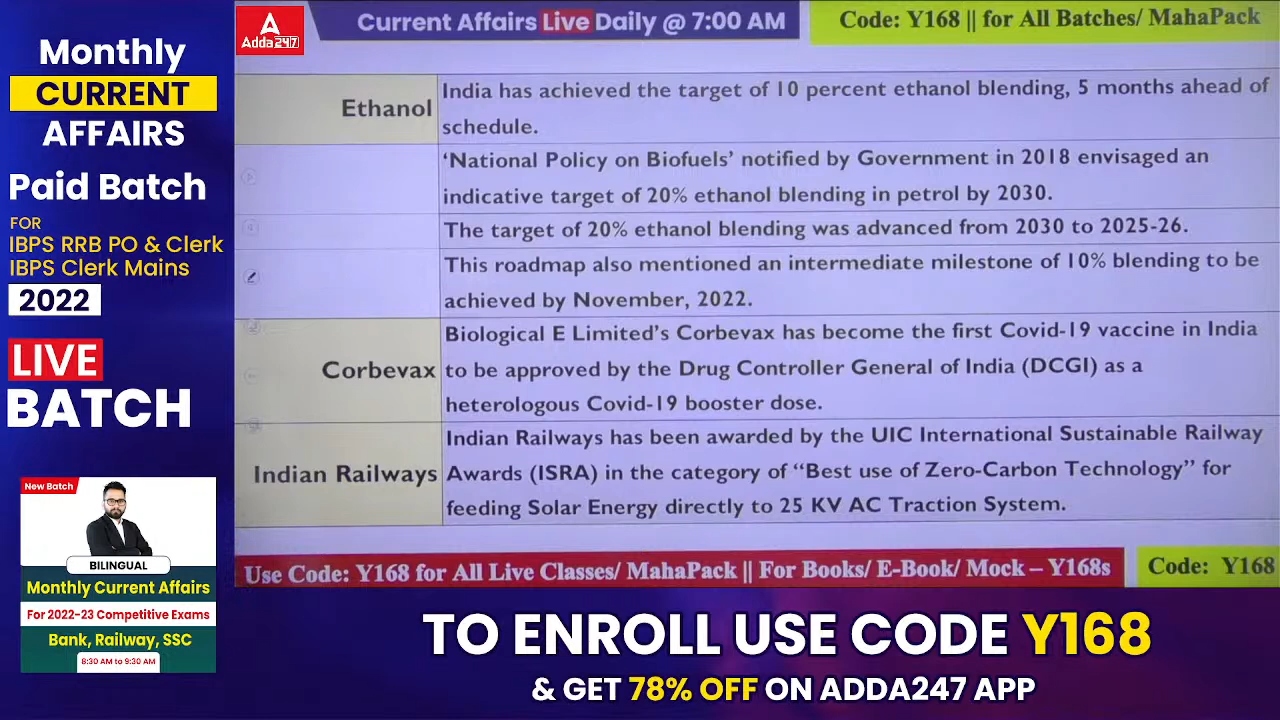 Monthly
CURRENT
AFFAIRS
Paid Batch
FOR
IBPS RRB PO & Clerk
IBPS Clerk Mains
2022
LIVE
BATCH
New Batch
BILINGUAL
Monthly Current Affairs
For 2022-23 Competitive Exams
Bank, Railway, SSC
8:30 AM to 9:30 AM
Adda247
Current Affairs Live Daily @ 7:00 AM
Code: Y168 || for All Batches/ MahaPack
Ethanol
India has achieved the target of 10 percent ethanol blending, 5 months ahead of
schedule.
‘National Policy on Biofuels’ notified by Government in 2018 envisaged an
indicative target of 20% ethanol blending in petrol by 2030.
The target of 20% ethanol blending was advanced from 2030 to 2025-26.
This roadmap also mentioned an intermediate milestone of 10% blending to be
achieved by November, 2022.
Corbevax
Biological E Limited’s Corbevax has become the first Covid-19 vaccine in India
to be approved by the Drug Controller General of India (DCGI) as a
heterologous Covid-19 booster dose.
Indian Railways
Indian Railways has been awarded by the UIC International Sustainable Railway
Awards (ISRA) in the category of “Best use of Zero-Carbon Technology” for
feeding Solar Energy directly to 25 KV AC Traction System.
Use Code: Y168 for All Live Classes/ MahaPack || For Books/ E-Book/ Mock – Y168s
Code: Y168
TO ENROLL USE CODE Y168
& GET 78% OFF ON ADDA247 APP